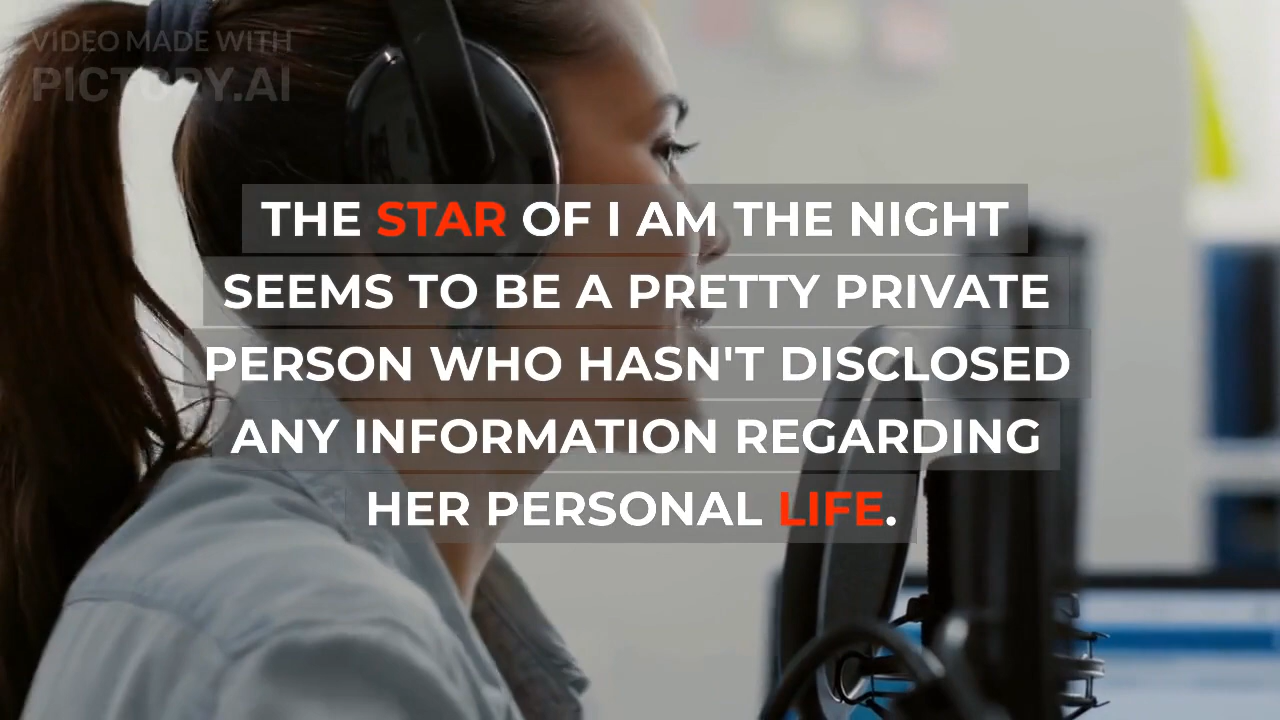 VIDEO MADE WITH
PICTORY.AI
THE STAR OF I AM THE NIGHT
SEEMS TO BE A PRETTY PRIVATE
PERSON WHO HASN'T DISCLOSED
ANY INFORMATION REGARDING
HER PERSONAL LIFE.